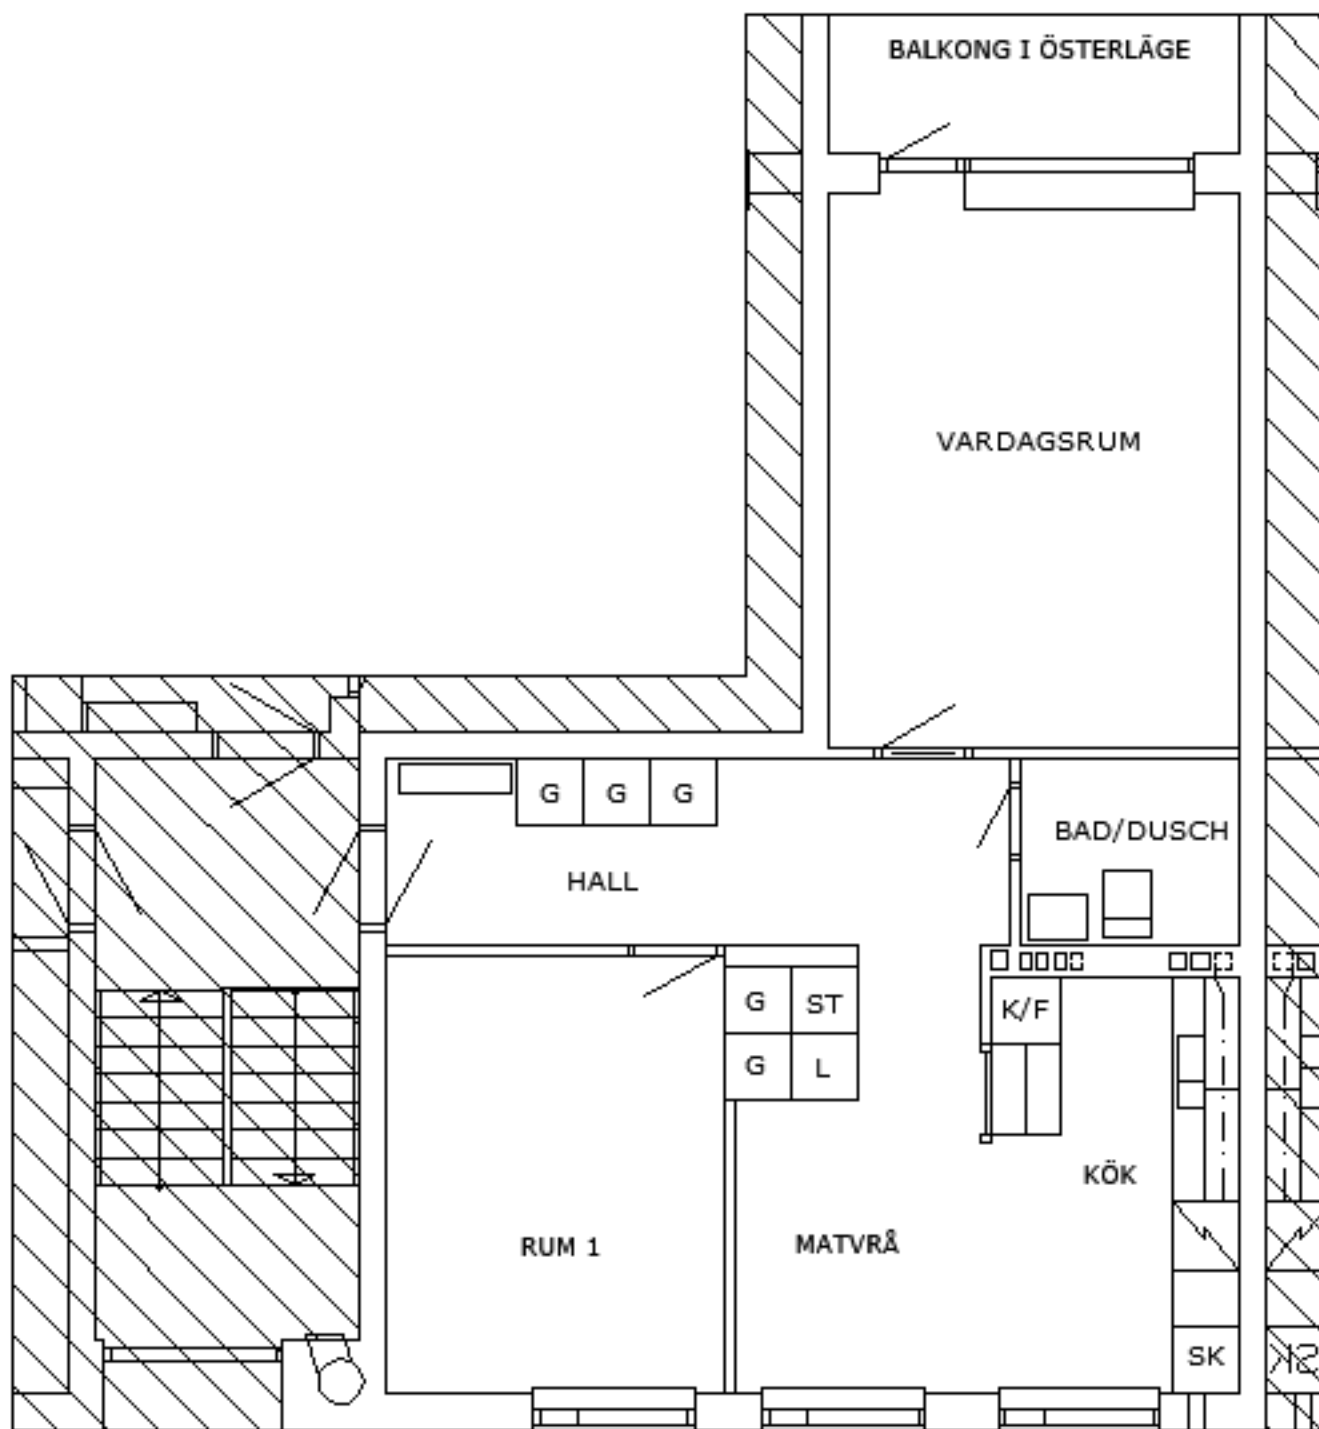 BALKONG I ÖSTERLÄGE
VARDAGSRUM
G G G
BAD/DUSCH
HALL
G ST K/F
G L
KÖK
RUM 1 MATVRÅ
SK